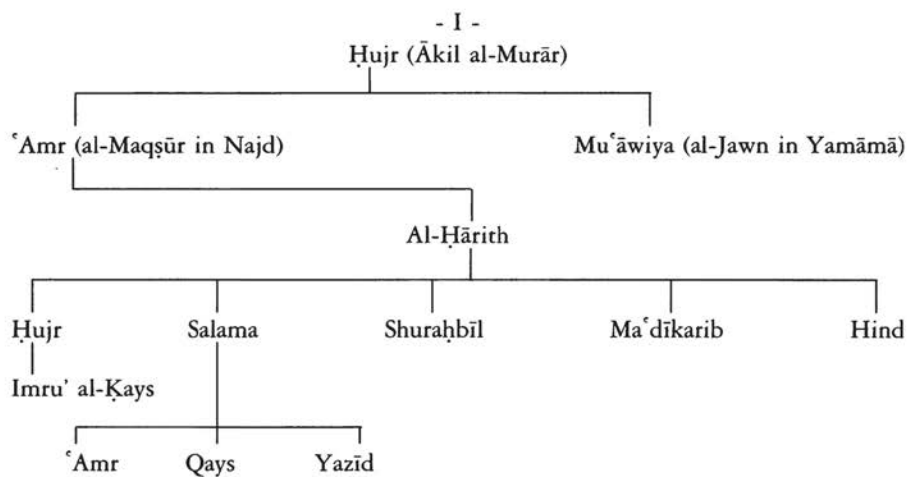 - I -
Ḥujr (Ākil al-Murār)
ʿAmr (al-Maqṣūr in Najd) Muʿāwiya (al-Jawn in Yamāmā)
Al-Ḥārith
Ḥujr Salama Shuraḥbīl Maʿdīkarib Hind
Imru' al-Ḳays
ʿAmr Qays Yazīd